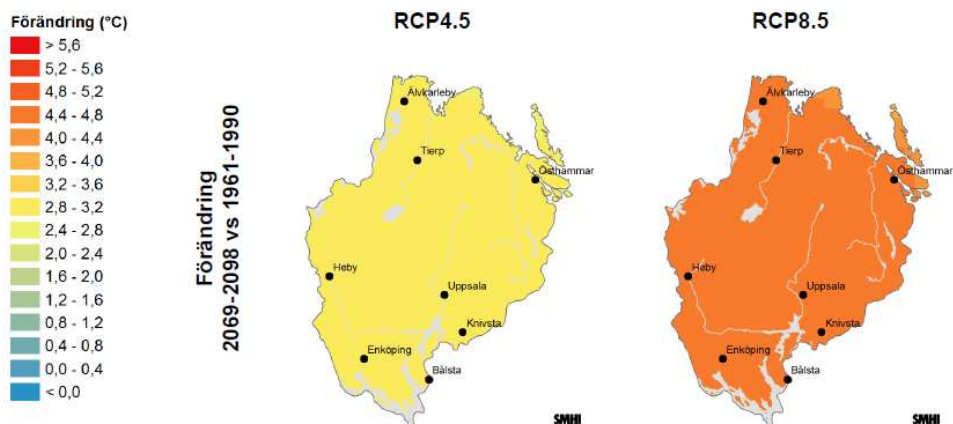 Förändring (°C)
> 5,6
5,2 - 5,6
4,8 - 5,2
4,4 - 4,8
4,0 - 4,4
3,6 - 4,0
3,2 - 3,6
2,8 - 3,2
2,4 - 2,8
2,0 - 2,4
1,6 - 2,0
1,2 - 1,6
0,8 - 1,2
0,4 - 0,8
0,0 - 0,4
< 0,0
Förändring
2069-2098 vs 1961-1990
RCP4.5
Älvkarleby
Tierp
Östhammar
Heby
Uppsala
Knivsta
Enköping
Bålsta
SMHI
RCP8.5
Älvkarleby
Tierp
Östhammar
Heby
Uppsala
Knivsta
Enköping
Bålsta
SMHI